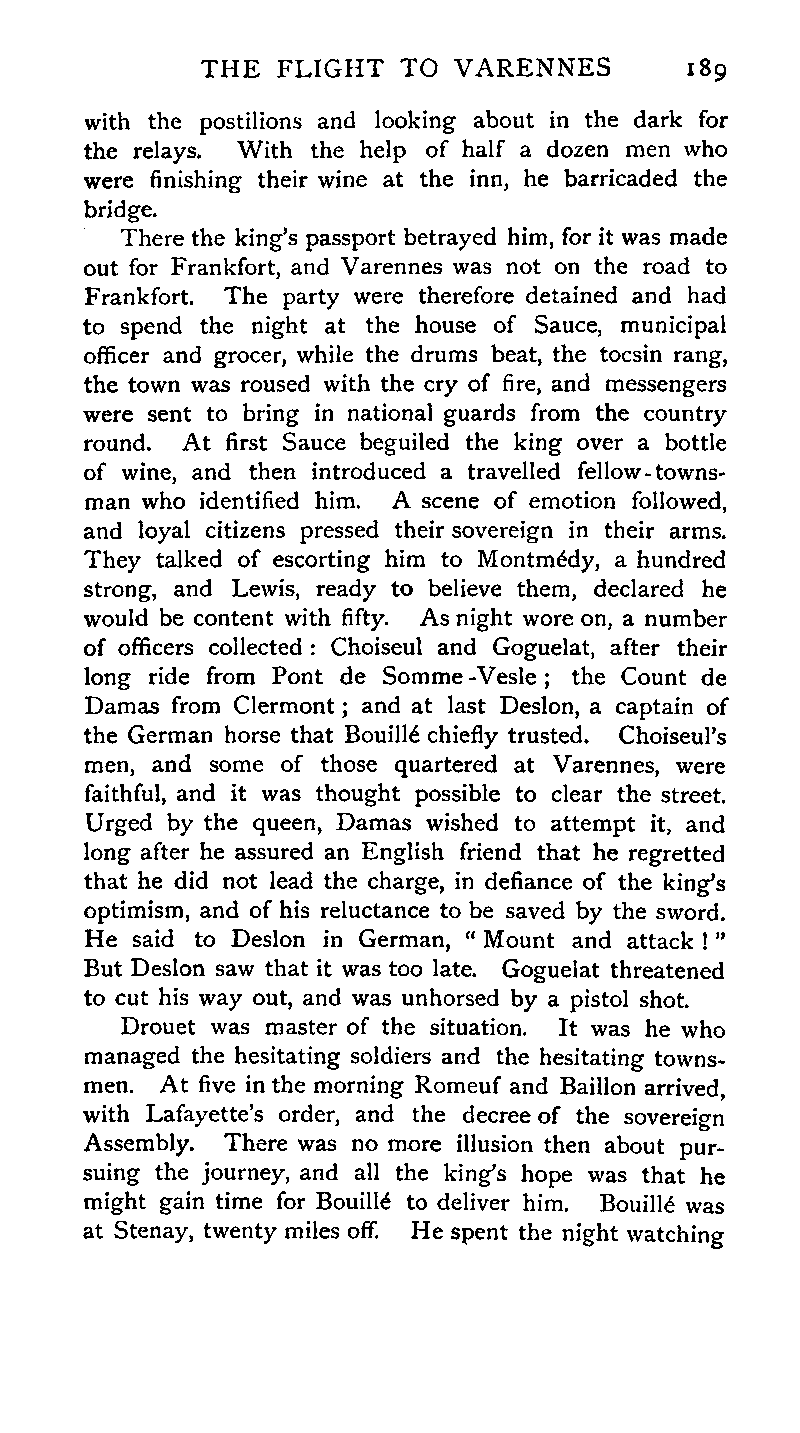 THE FLIGHT TO VARENNES 189
with the postilions and looking about in the dark for
the relays. With the help of half a dozen men who
were finishing their wine at the inn, he barricaded the
bridge.
There the king's passport betrayed him, for it was made
out for Frankfort, and Varennes was not on the road to
Frankfort. The party were therefore detained and had
to spend the night at the house of Sauce, municipal
officer and grocer, while the drums beat, the tocsin rang,
the town was roused with the cry of fire, and messengers
were sent to bring in national guards from the country
round. At first Sauce beguiled the king over a bottle
of wine, and then introduced a travelled fellow-towns-
man who identified him. A scene of emotion followed,
and loyal citizens pressed their sovereign in their arms.
They talked of escorting him to Montmédy, a hundred
strong, and Lewis, ready to believe them, declared he
would be content with fifty. As night wore on, a number
of officers collected : Choiseul and Goguelat, after their
long ride from Pont de Somme-Vesle ; the Count de
Damas from Clermont ; and at last Deslon, a captain of
the German horse that Bouillé chiefly trusted. Choiseul's
men, and some of those quartered at Varennes, were
faithful, and it was thought possible to clear the street.
Urged by the queen, Damas wished to attempt it, and
long after he assured an English friend that he regretted
that he did not lead the charge, in defiance of the king's
optimism, and of his reluctance to be saved by the sword.
He said to Deslon in German, “ Mount and attack ! ”
But Deslon saw that it was too late. Goguelat threatened
to cut his way out, and was unhorsed by a pistol shot.
Drouet was master of the situation. It was he who
managed the hesitating soldiers and the hesitating towns-
men. At five in the morning Romeuf and Baillon arrived,
with Lafayette's order, and the decree of the sovereign
Assembly. There was no more illusion then about pur-
suing the journey, and all the king's hope was that he
might gain time for Bouillé to deliver him. Bouillé was
at Stenay, twenty miles off. He spent the night watching